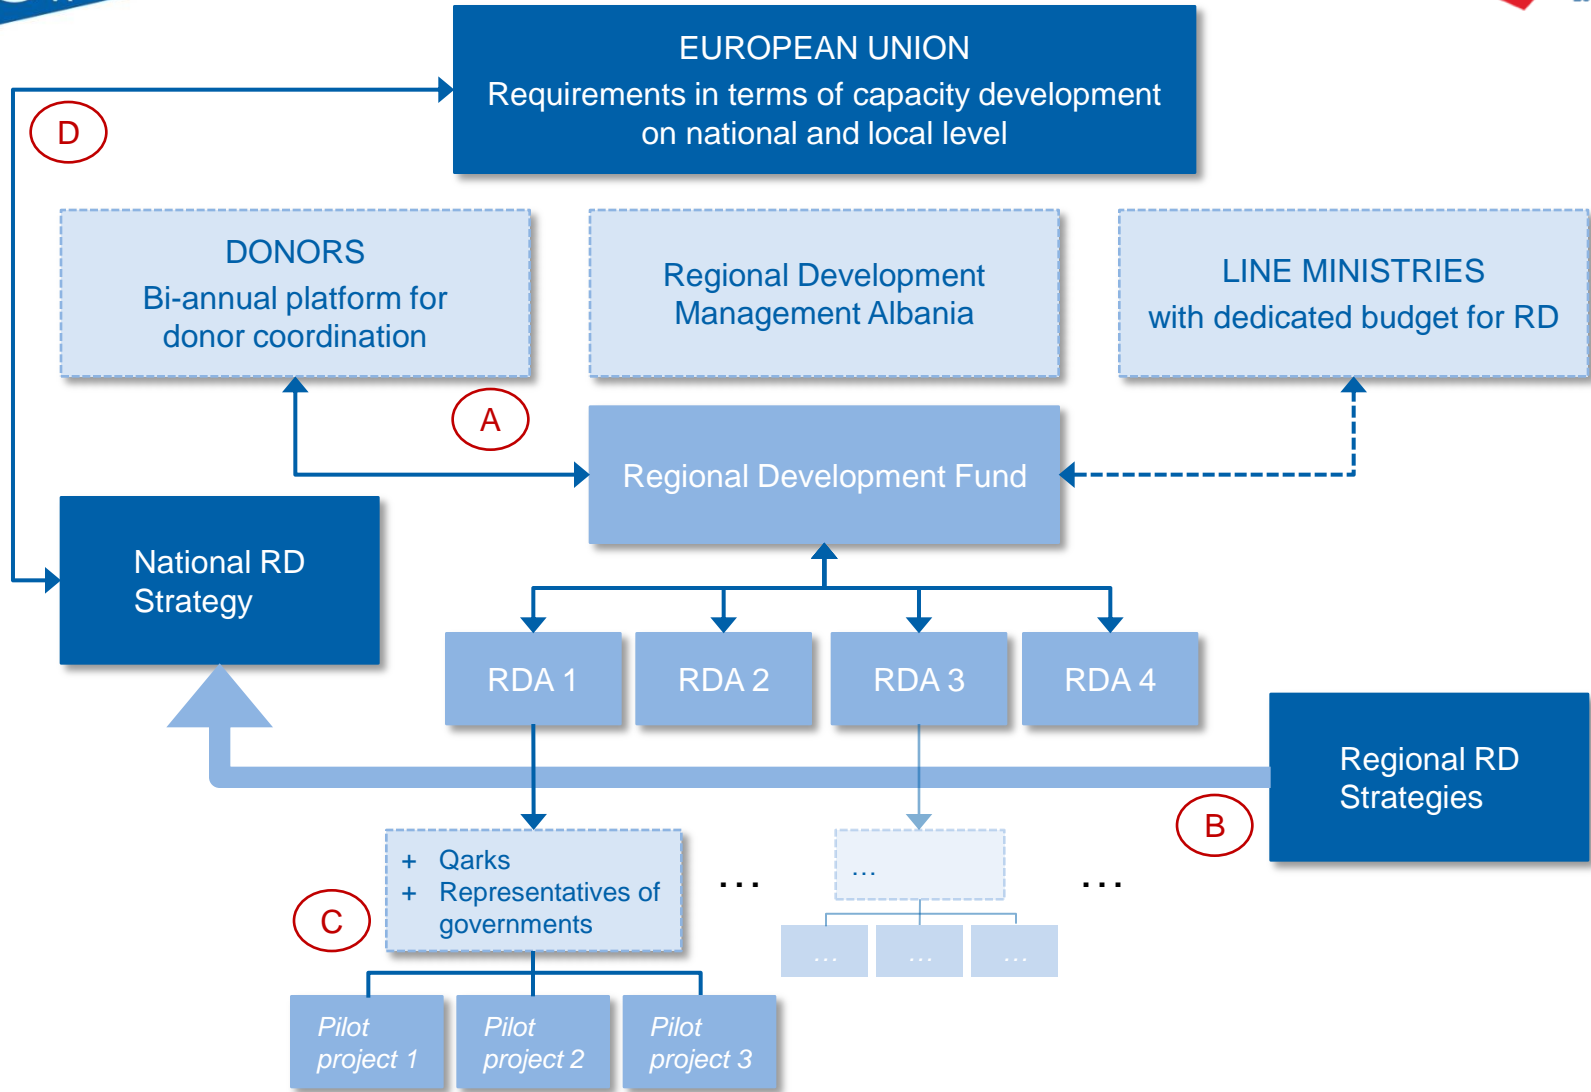 EUROPEAN UNION
Requirements in terms of capacity development
on national and local level
D
DONORS
Bi-annual platform for
donor coordination
Regional Development
Management Albania
LINE MINISTRIES
with dedicated budget for RD
A
Regional Development Fund
National RD
Strategy
RDA 1
RDA 2
RDA 3
RDA 4
Regional RD
Strategies
B
+ Qarks
+ Representatives of
governments
...
...
...
C
...
...
...
Pilot
project 1
Pilot
project 2
Pilot
project 3